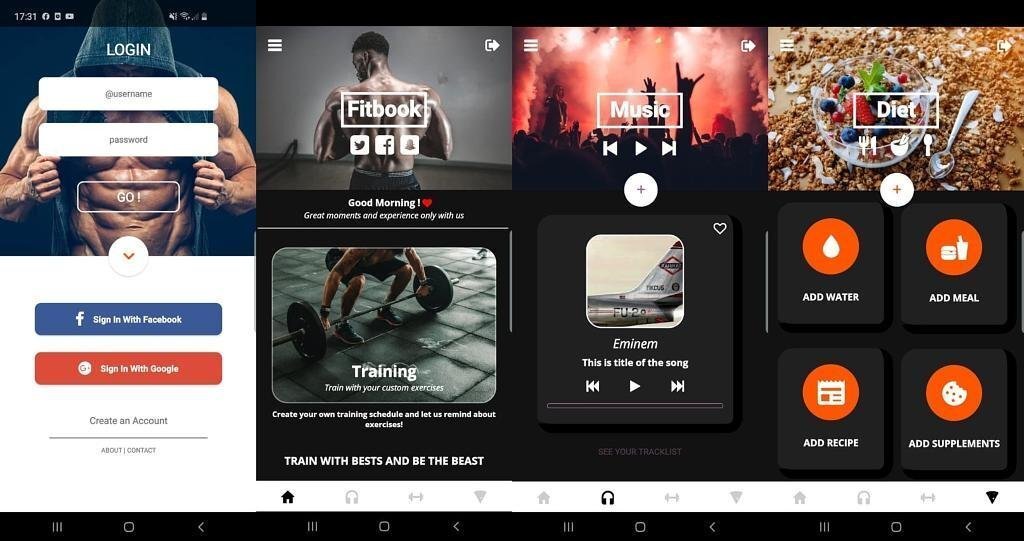 17:31
LOGIN
@username
password
GO !
Sign In With Facebook
Sign In With Google
Create an Account
ABOUT | CONTACT
Fitbook
Good Morning !
Great moments and experience only with us
Training
Train with your custom exercises
Create your own training schedule and let us remind about
exercises!
TRAIN WITH BESTS AND BE THE BEAST
Music
+
FU-2
Eminem
This is title of the song
SEE YOUR TRACKLIST
Diet
+
ADD WATER
ADD MEAL
ADD RECIPE
ADD SUPPLEMENTS